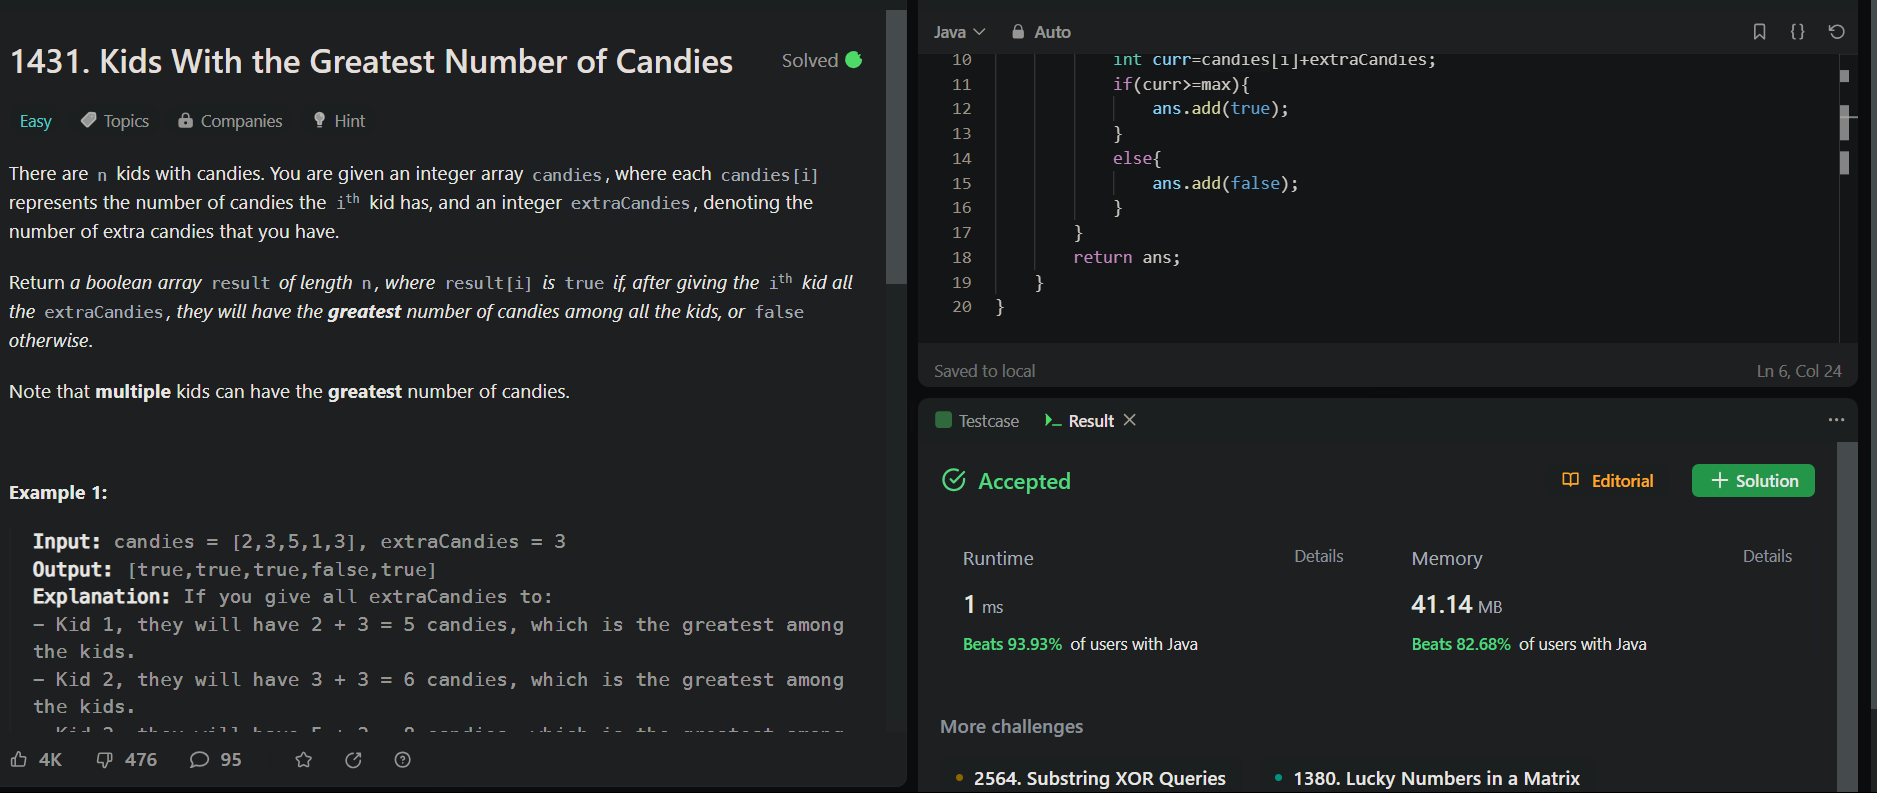 1431. Kids With the Greatest Number of Candies
Solved
Easy Topics Companies Hint
There are n kids with candies. You are given an integer array candies, where each candies[i]
represents the number of candies the ith kid has, and an integer extraCandies, denoting the
number of extra candies that you have.
Return a boolean array result of length n, where result[i] is true if, after giving the ith kid all
the extraCandies, they will have the greatest number of candies among all the kids, or false
otherwise.
Note that multiple kids can have the greatest number of candies.
Example 1:
Input: candies = [2,3,5,1,3], extraCandies = 3
Output: [true,true,true,false,true]
Explanation: If you give all extraCandies to:
- Kid 1, they will have 2 + 3 = 5 candies, which is the greatest among
the kids.
- Kid 2, they will have 3 + 3 = 6 candies, which is the greatest among
the kids.
4K 476 95
Java Auto
10 int curr=candies[i]+extraCandies;
11 if(curr>=max){
12 ans.add(true);
13 }
14 else{
15 ans.add(false);
16 }
17 }
18 return ans;
19 }
20 }
Saved to local Ln 6, Col 24
Testcase Result
Accepted
Editorial
Solution
Runtime Details
1 ms
Beats 93.93% of users with Java
Memory Details
41.14 MB
Beats 82.68% of users with Java
More challenges
2564. Substring XOR Queries
1380. Lucky Numbers in a Matrix